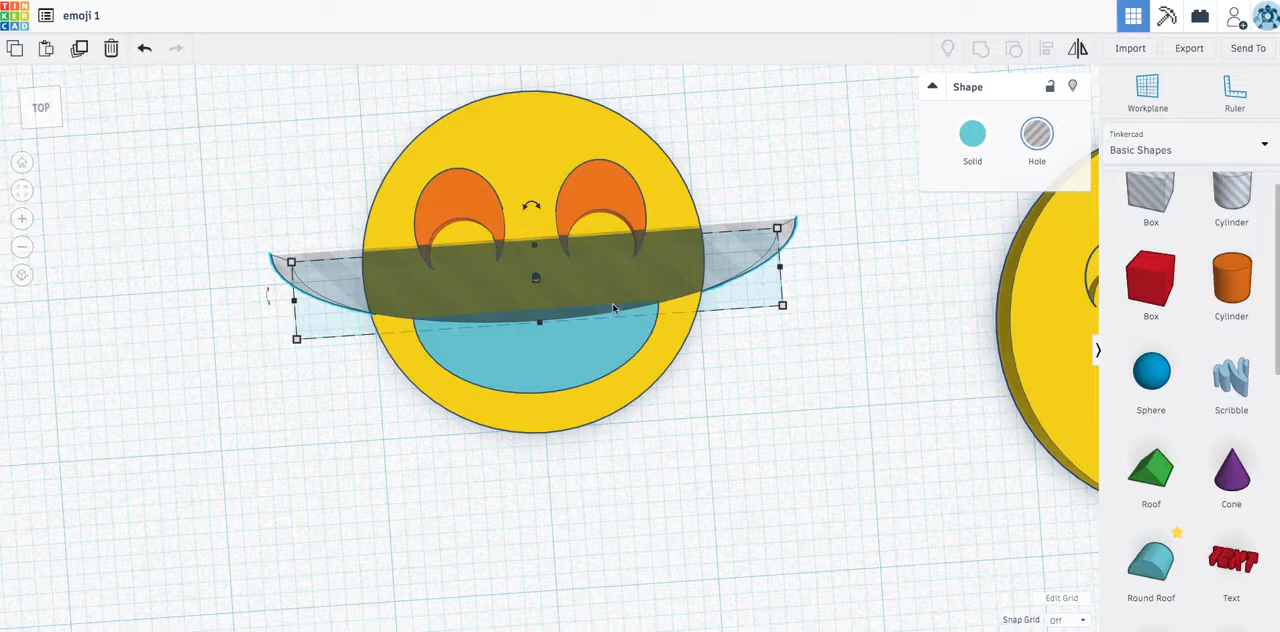 TIN
KER
CAD
emoji 1
Import
Export
Send To
TOP
Shape
Solid
Hole
Workplane
Ruler
Tinkercad
Basic Shapes
Box
Cylinder
Box
Cylinder
Sphere
Scribble
Roof
Cone
TEXT
Round Roof
Text
Edit Grid
Snap Grid
Off